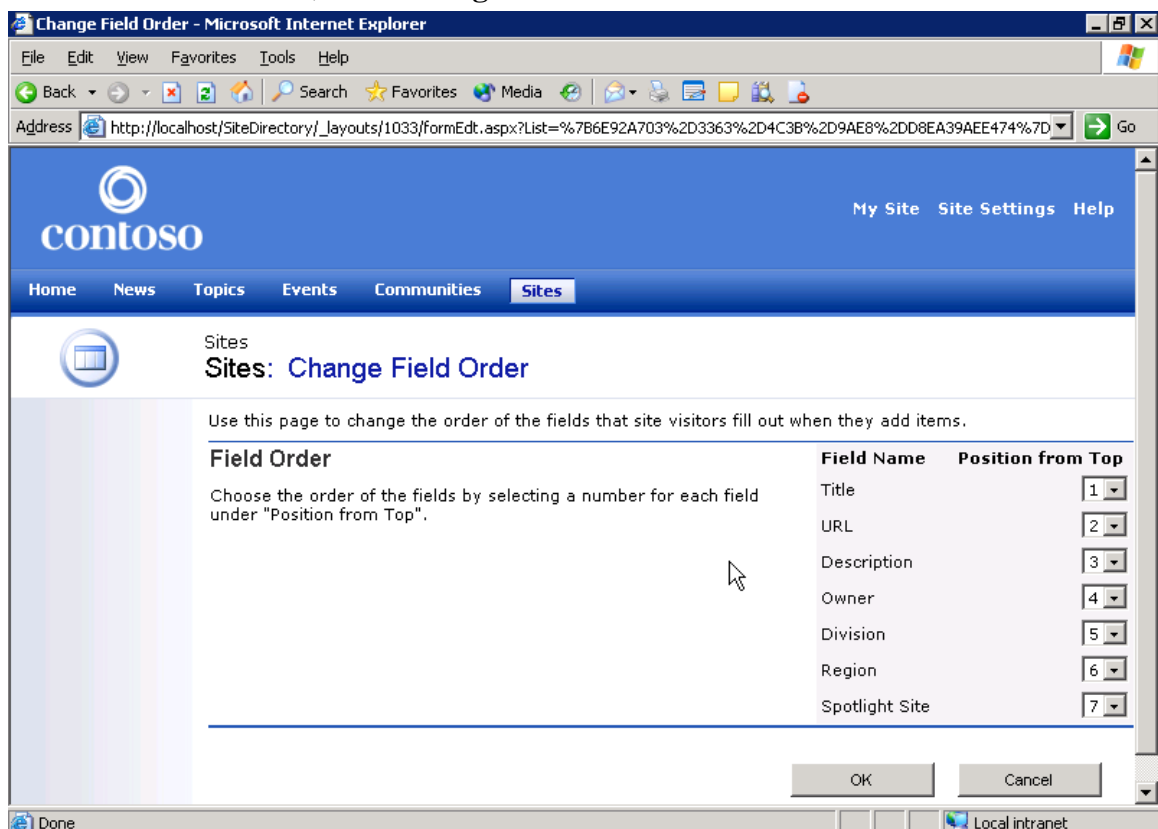 Change Field Order - Microsoft Internet Explorer
File Edit View Favorites Tools Help
Back Search Favorites Media
Address http://localhost/SiteDirectory/_layouts/1033/formEdt.aspx?List=%7B6E92A703%2D3363%2D4C3B%2D9AE8%2DD8EA39AEE474%7D Go
contoso
My Site Site Settings Help
Home News Topics Events Communities Sites
Sites
Sites: Change Field Order
Use this page to change the order of the fields that site visitors fill out when they add items.
Field Order
Choose the order of the fields by selecting a number for each field
under "Position from Top".
Field Name Position from Top
Title 1
URL 2
Description 3
Owner 4
Division 5
Region 6
Spotlight Site 7
OK Cancel
Done Local intranet